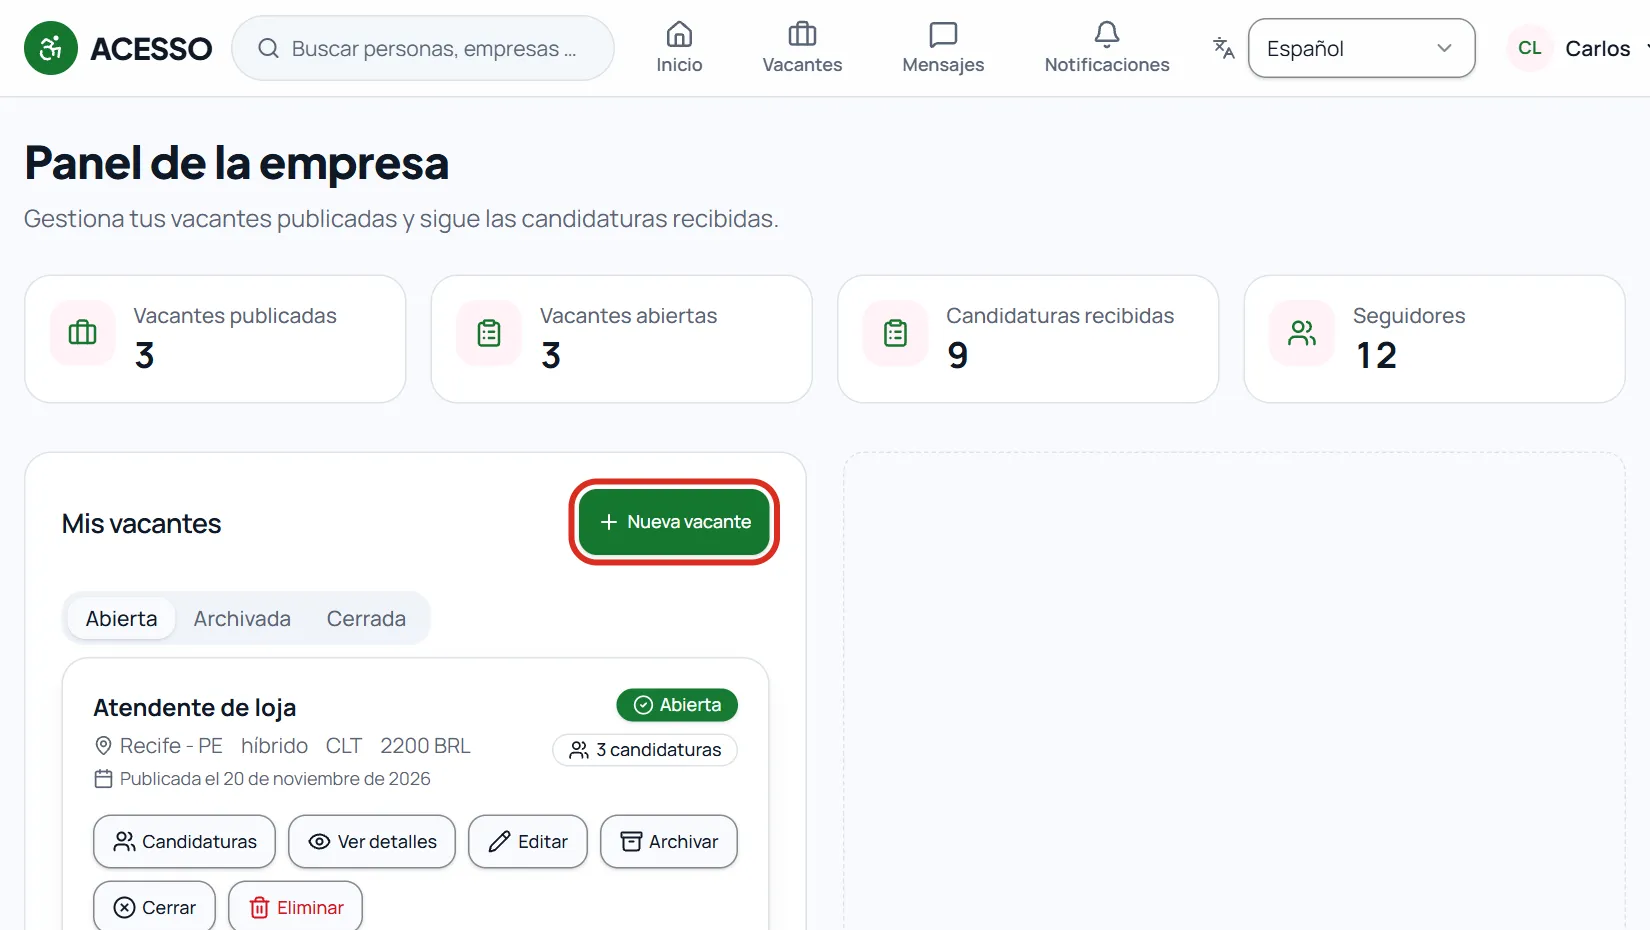 ACESSO
Buscar personas, empresas ...
Inicio
Vacantes
Mensajes
Notificaciones
Español
CL
Carlos
Panel de la empresa
Gestiona tus vacantes publicadas y sigue las candidaturas recibidas.
Vacantes publicadas
3
Vacantes abiertas
3
Candidaturas recibidas
9
Seguidores
12
Mis vacantes
Nueva vacante
Abierta
Archivada
Cerrada
Atendente de loja
Abierta
Recife - PE híbrido CLT 2200 BRL
3 candidaturas
Publicada el 20 de noviembre de 2026
Candidaturas
Ver detalles
Editar
Archivar
Cerrar
Eliminar